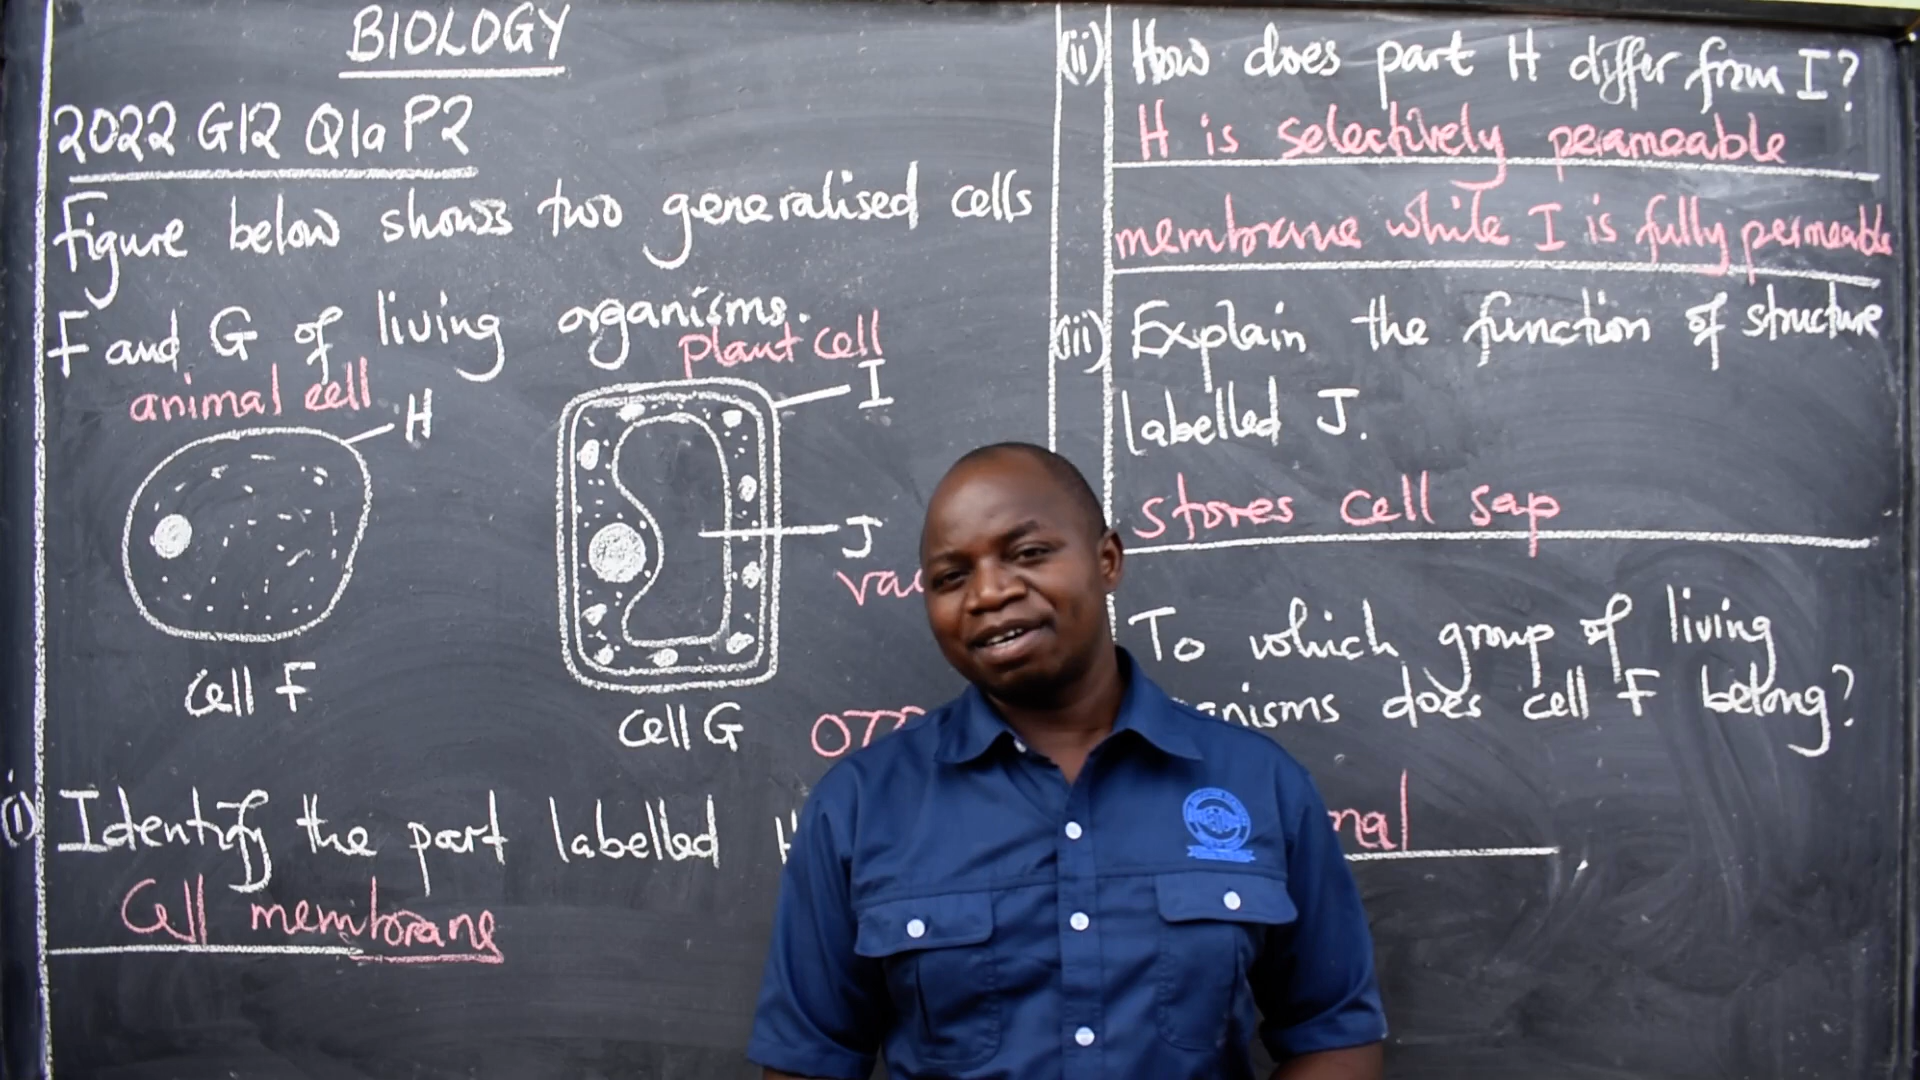 BIOLOGY
2022 G12 Q1a P2
Figure below shows two generalised cells
F and G of living organisms.
animal cell
plant cell
H
I
J
cell F
cell G
(i) Identify the part labelled H
Cell membrane
(ii) How does part H differ from I?
H is selectively permeable
membrane while I is fully permeable
(iii) Explain the function of structure
labelled J.
stores cell sap
To which group of living
does cell F belong?